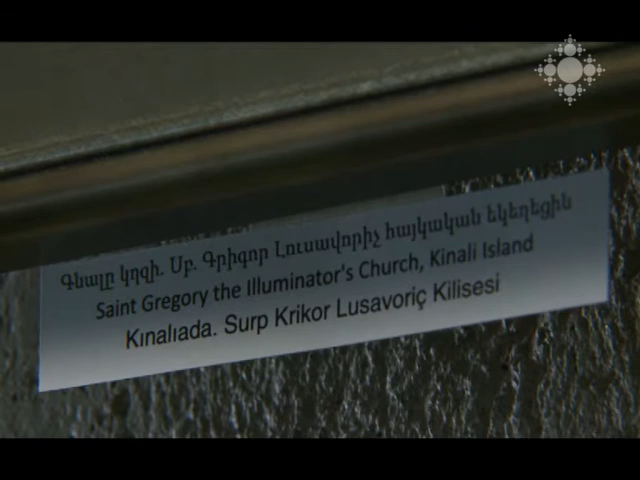 Գնալը կղզի. Սբ. Գրիգոր Լուսավորիչ հայկական եկեղեցին
Saint Gregory the Illuminator's Church, Kinali Island
Kınalıada. Surp Krikor Lusavoriç Kilisesi